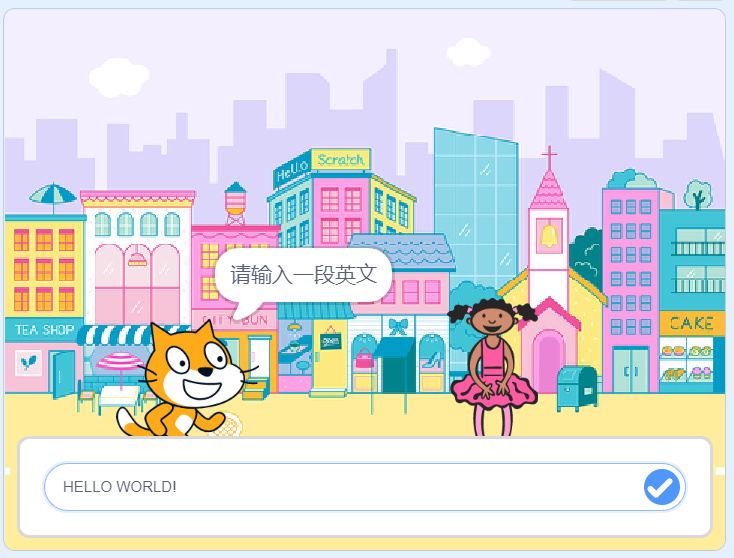 Hello Scratch
请输入一段英文
TEA SHOP
CAKE
HELLO WORLD!